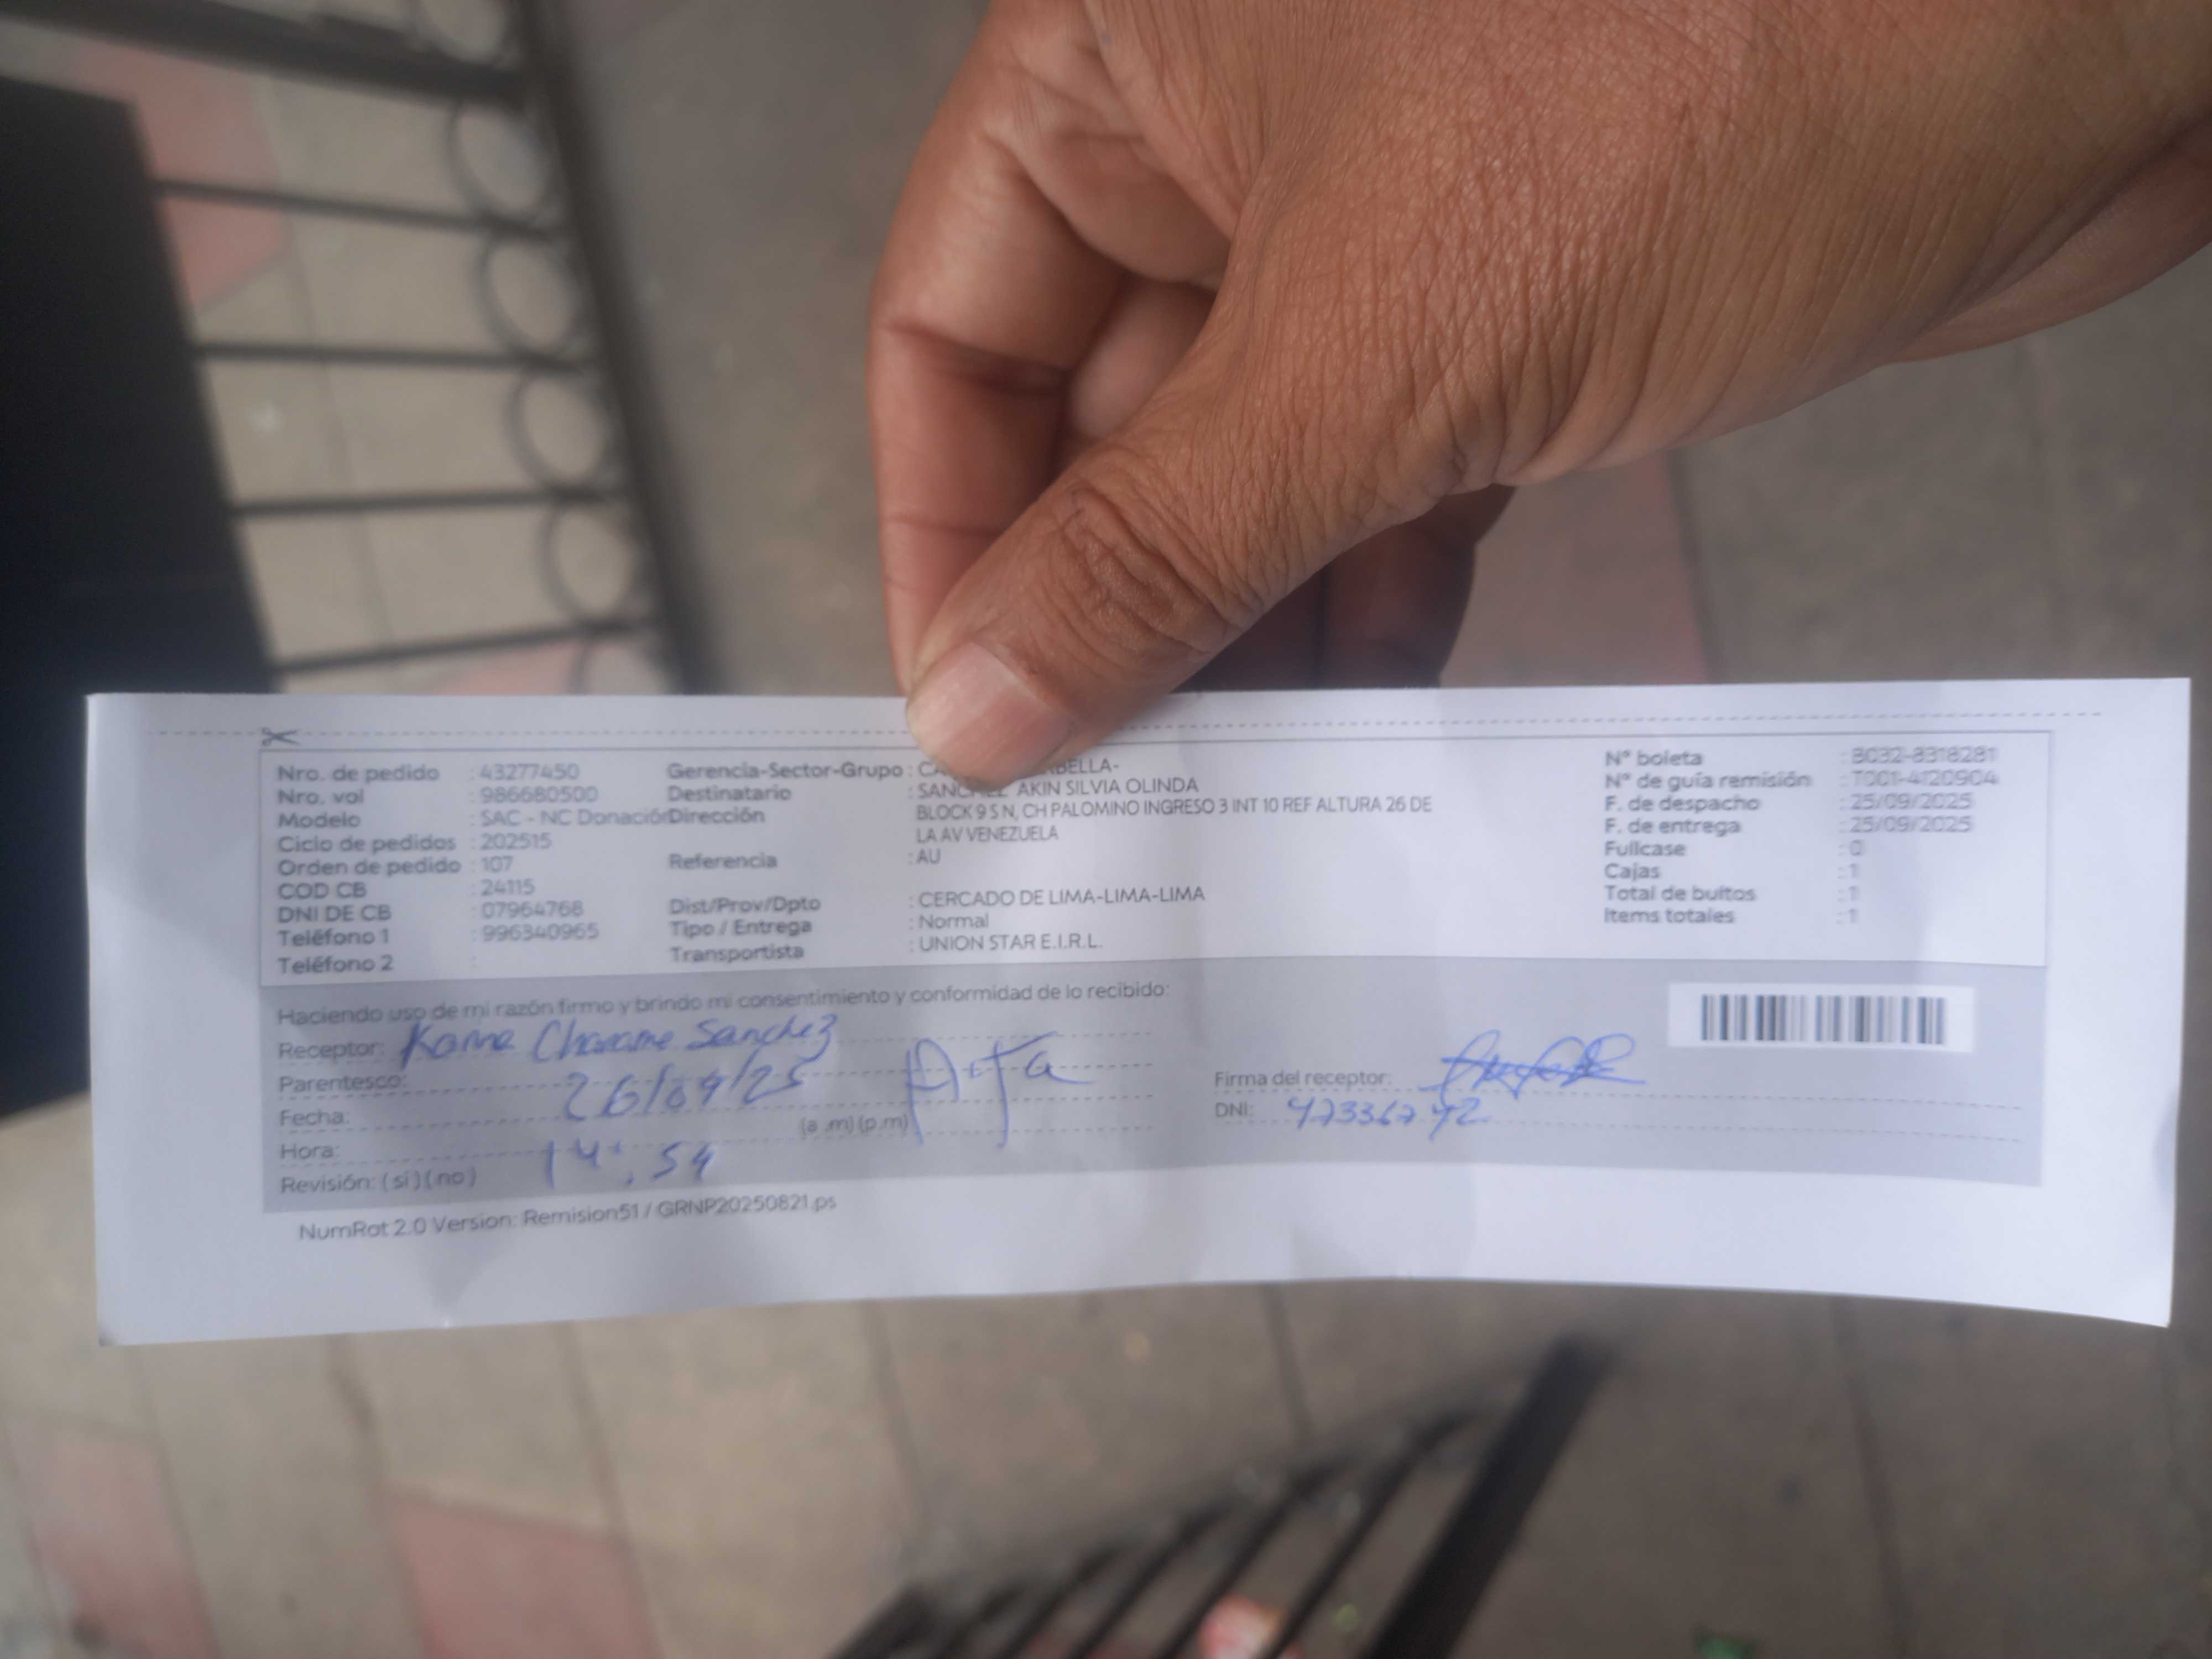 Nro. de pedido : 43277450
Nro. vol : 986680500
Modelo : SAC - NC Donación
Ciclo de pedidos : 202515
Orden de pedido : 107
COD CB : 24115
DNI DE CB : 07964768
Teléfono 1 : 996340965
Teléfono 2 :
Gerencia-Sector-Grupo :
Destinatario : AKIN SILVIA OLINDA
Dirección BLOCK 9 S N, CH PALOMINO INGRESO 3 INT 10 REF ALTURA 26 DE
LA AV VENEZUELA
Referencia : AU
Dist/Prov/Dpto : CERCADO DE LIMA-LIMA-LIMA
Tipo / Entrega : Normal
Transportista : UNION STAR E.I.R.L.
N° boleta : B032-8318281
N° de guía remisión : T001-4120904
F. de despacho : 25/09/2025
F. de entrega : 25/09/2025
Fullcase : 0
Cajas : 1
Total de bultos : 1
Items totales : 1
Haciendo uso de mi razón firmo y brindo mi consentimiento y conformidad de lo recibido:
Receptor: Sanchez
Parentesco:
Fecha: 26/09/25 (a .m) (p.m)
Hora: 14:54
Revisión: ( si ) ( no )
Firma del receptor:
DNI:
NumRot 2.0 Version: Remision51 / GRNP20250821.ps